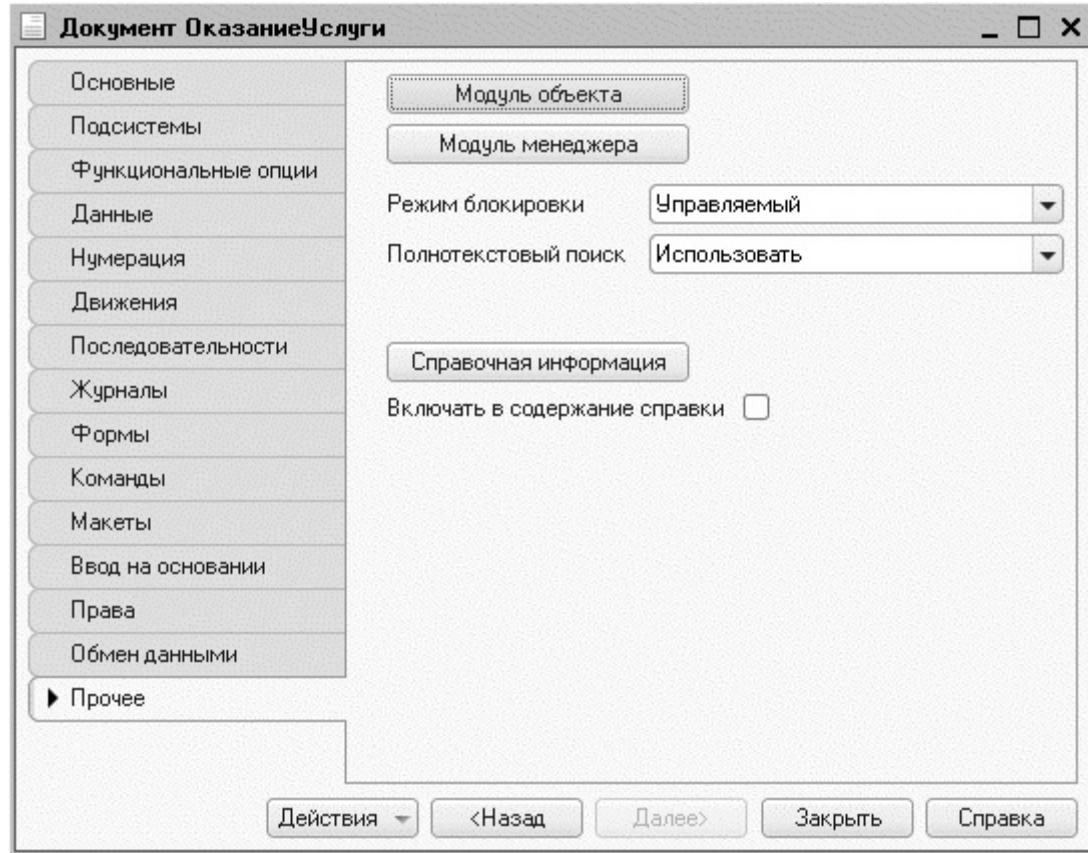 Документ ОказаниеУслуги
Основные
Подсистемы
Функциональные опции
Данные
Нумерация
Движения
Последовательности
Журналы
Формы
Команды
Макеты
Ввод на основании
Права
Обмен данными
Прочее
Модуль объекта
Модуль менеджера
Режим блокировки Управляемый
Полнотекстовый поиск Использовать
Справочная информация
Включать в содержание справки
Действия <Назад Далее> Закрыть Справка